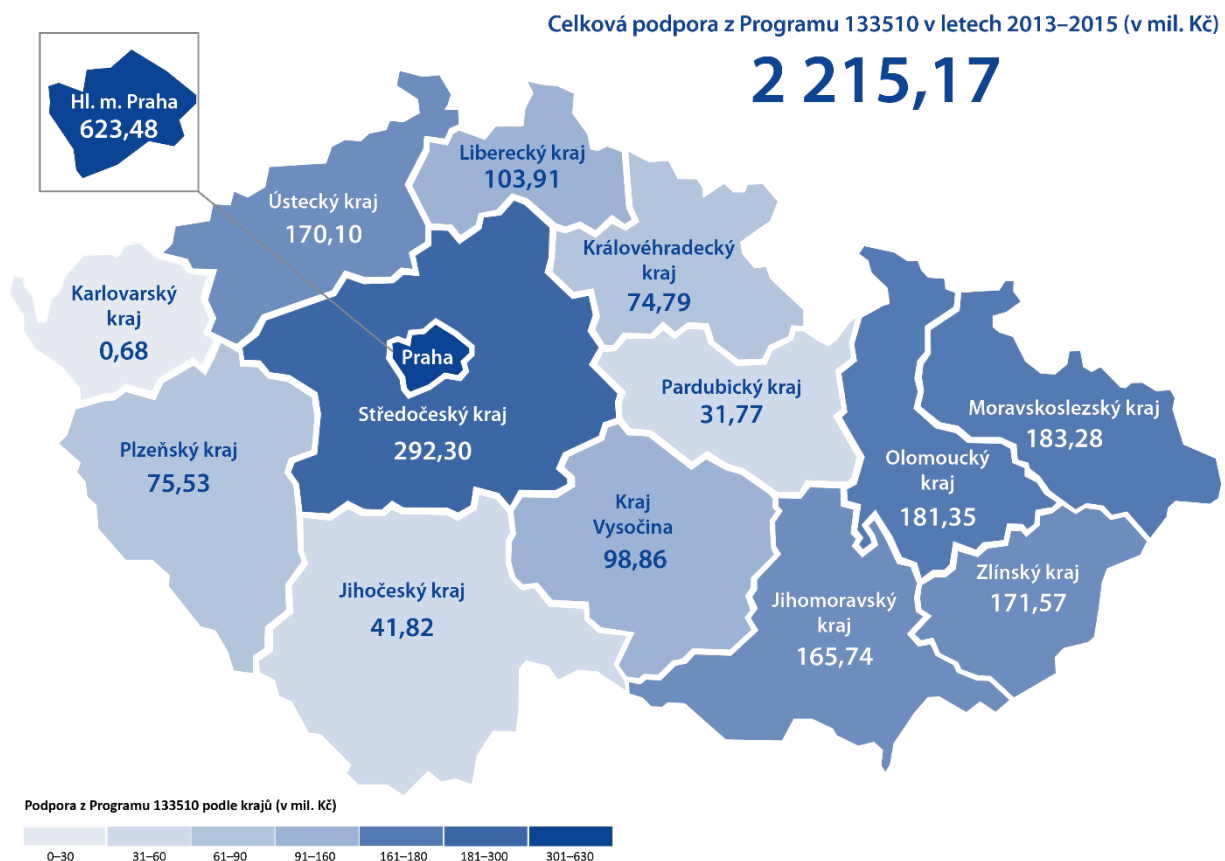 Celková podpora z Programu 133510 v letech 2013–2015 (v mil. Kč)
2 215,17
Hl. m. Praha
623,48
Liberecký kraj
103,91
Ústecký kraj
170,10
Královéhradecký
kraj
74,79
Karlovarský
kraj
0,68
Praha
Pardubický kraj
31,77
Středočeský kraj
292,30
Moravskoslezský kraj
183,28
Plzeňský kraj
75,53
Olomoucký
kraj
181,35
Kraj
Vysočina
98,86
Zlínský kraj
171,57
Jihočeský kraj
41,82
Jihomoravský
kraj
165,74
Podpora z Programu 133510 podle krajů (v mil. Kč)
0–30 31–60 61–90 91–160 161–180 181–300 301–630